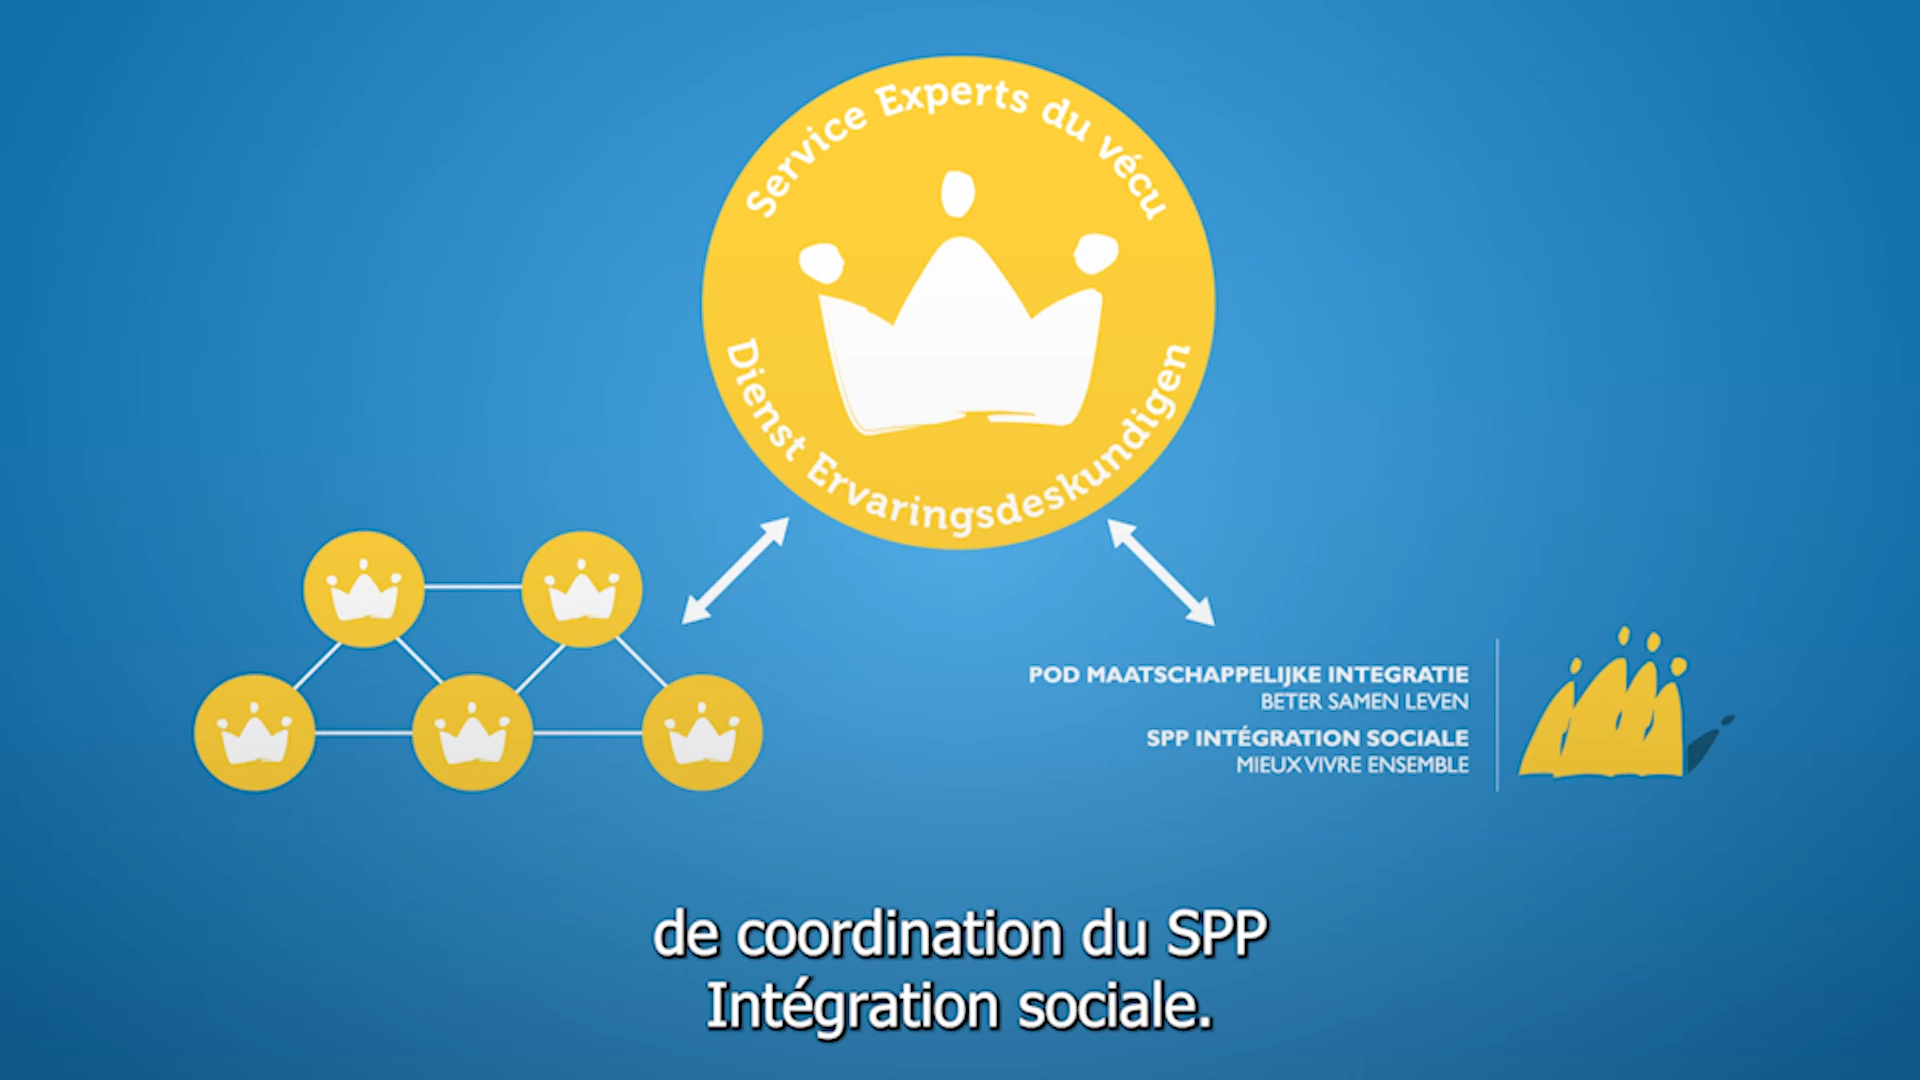 Service Experts du vécu
Dienst Ervaringsdeskundigen
POD MAATSCHAPPELIJKE INTEGRATIE
BETER SAMEN LEVEN
SPP INTÉGRATION SOCIALE
MIEUX VIVRE ENSEMBLE
de coordination du SPP
Intégration sociale.